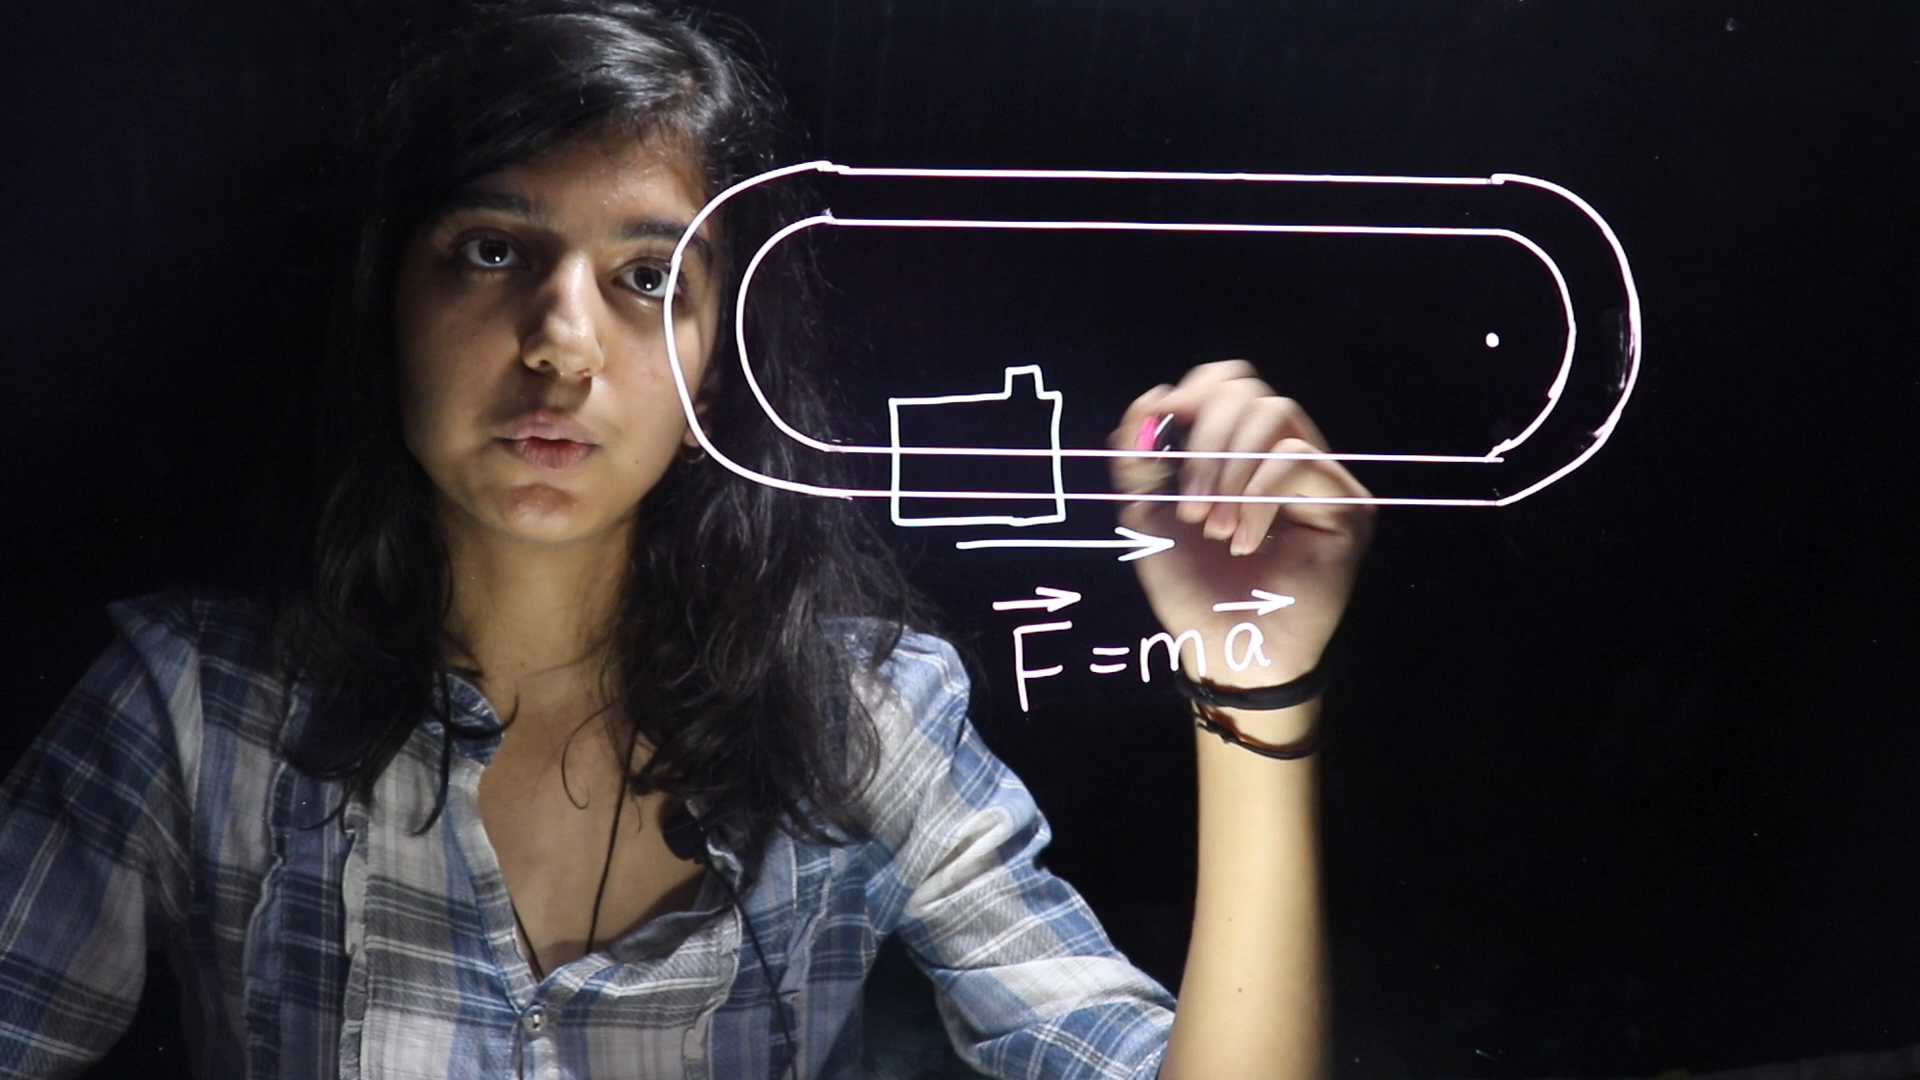 F⃗ = ma⃗